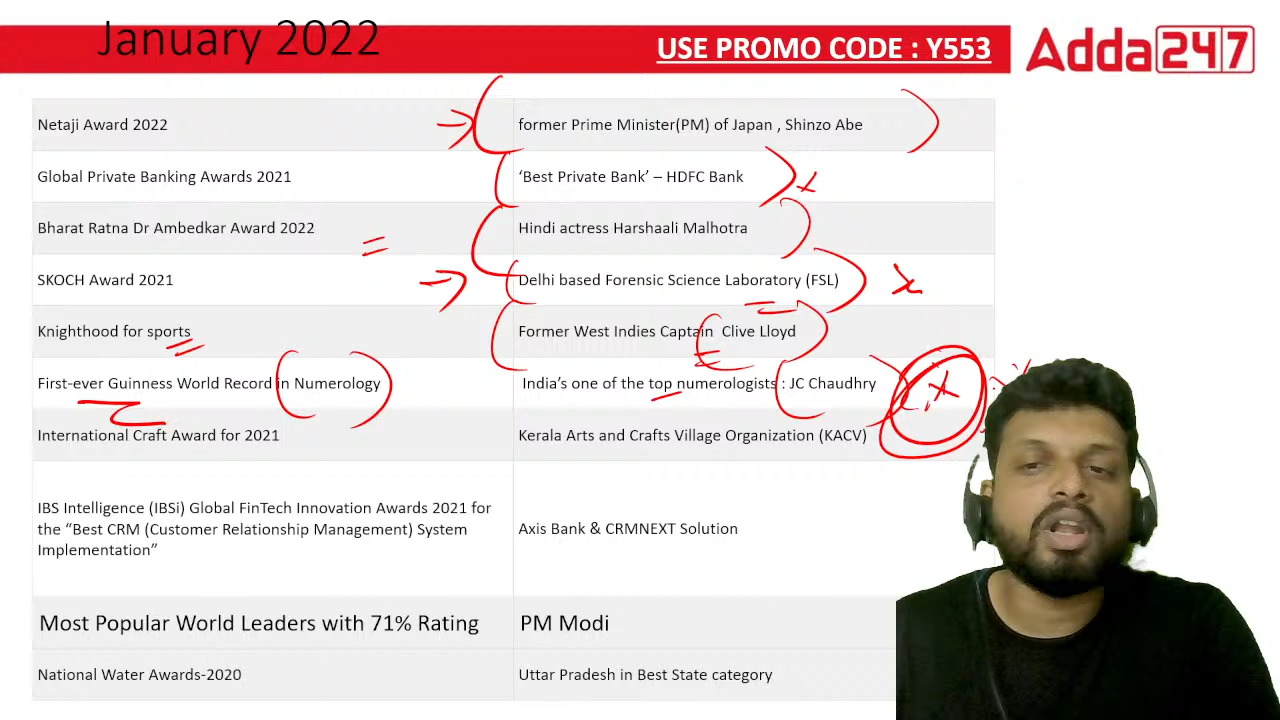 January 2022
USE PROMO CODE : Y553
Adda247
Netaji Award 2022
former Prime Minister(PM) of Japan , Shinzo Abe
Global Private Banking Awards 2021
‘Best Private Bank’ – HDFC Bank
Bharat Ratna Dr Ambedkar Award 2022
Hindi actress Harshaali Malhotra
SKOCH Award 2021
Delhi based Forensic Science Laboratory (FSL)
Knighthood for sports
Former West Indies Captain Clive Lloyd
First-ever Guinness World Record in Numerology
India’s one of the top numerologists : JC Chaudhry
International Craft Award for 2021
Kerala Arts and Crafts Village Organization (KACV)
IBS Intelligence (IBSi) Global FinTech Innovation Awards 2021 for
the “Best CRM (Customer Relationship Management) System
Implementation”
Axis Bank & CRMNEXT Solution
Most Popular World Leaders with 71% Rating
PM Modi
National Water Awards-2020
Uttar Pradesh in Best State category